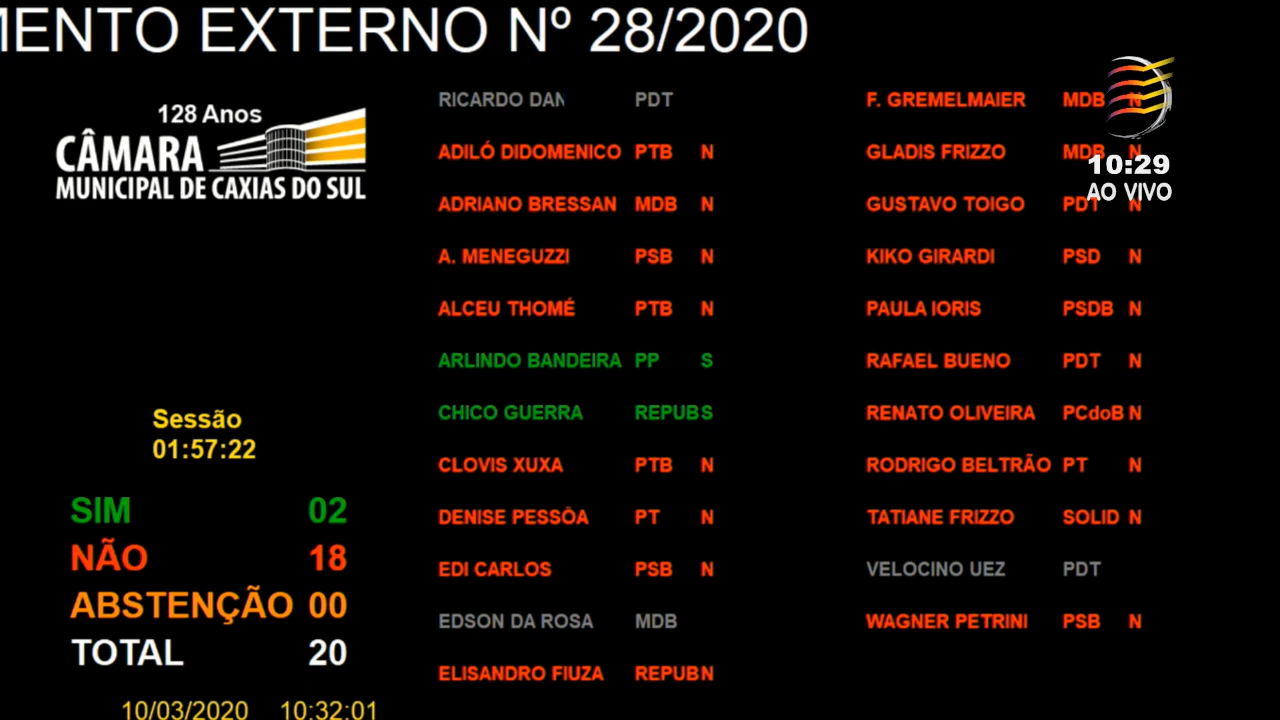 MENTO EXTERNO Nº 28/2020
128 Anos
CÂMARA
MUNICIPAL DE CAXIAS DO SUL
Sessão
01:57:22
SIM 02
NÃO 18
ABSTENÇÃO 00
TOTAL 20
10/03/2020 10:32:01
RICARDO DAN PDT
ADILÓ DIDOMENICO PTB N
ADRIANO BRESSAN MDB N
A. MENEGUZZI PSB N
ALCEU THOMÉ PTB N
ARLINDO BANDEIRA PP S
CHICO GUERRA REPUB S
CLOVIS XUXA PTB N
DENISE PESSÔA PT N
EDI CARLOS PSB N
EDSON DA ROSA MDB
ELISANDRO FIUZA REPUB N
F. GREMELMAIER MDB N
GLADIS FRIZZO MDB N
GUSTAVO TOIGO PDT N
KIKO GIRARDI PSD N
PAULA IORIS PSDB N
RAFAEL BUENO PDT N
RENATO OLIVEIRA PCdoB N
RODRIGO BELTRÃO PT N
TATIANE FRIZZO SOLID N
VELOCINO UEZ PDT
WAGNER PETRINI PSB N
10:29
AO VIVO